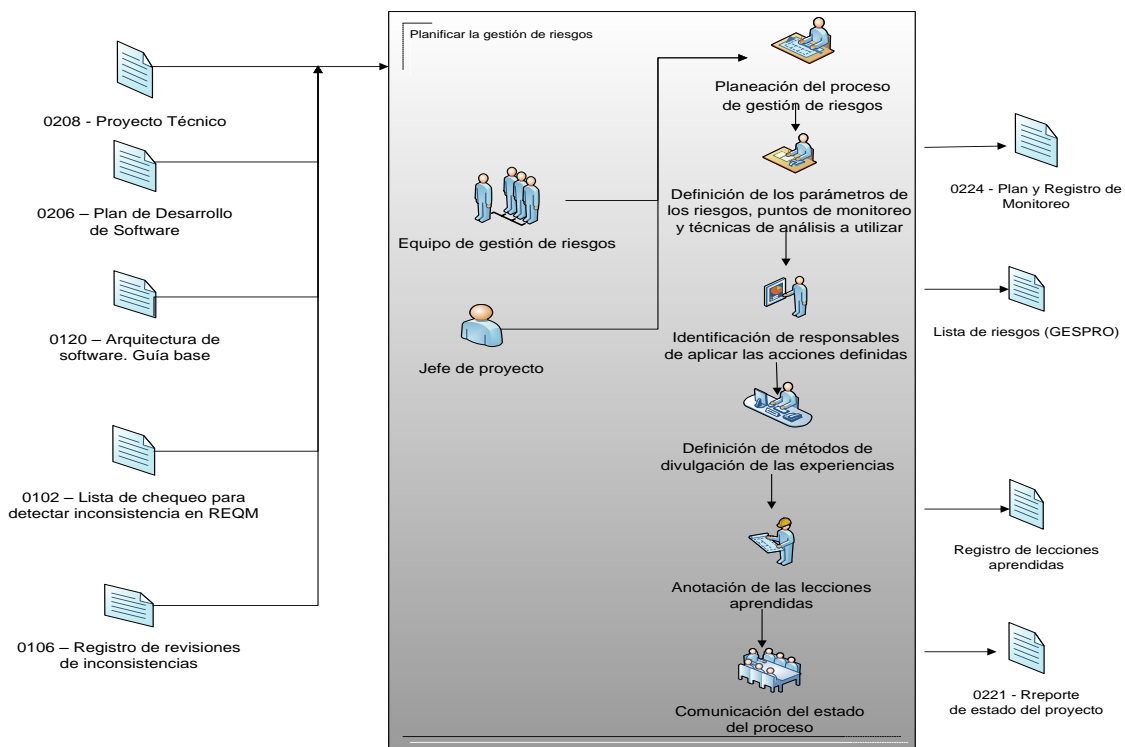 0208 - Proyecto Técnico
0206 – Plan de Desarrollo
de Software
0120 – Arquitectura de
software. Guía base
0102 – Lista de chequeo para
detectar inconsistencia en REQM
0106 – Registro de revisiones
de inconsistencias
Planificar la gestión de riesgos
Equipo de gestión de riesgos
Jefe de proyecto
Planeación del proceso
de gestión de riesgos
Definición de los parámetros de
los riesgos, puntos de monitoreo
y técnicas de análisis a utilizar
Identificación de responsables
de aplicar las acciones definidas
Definición de métodos de
divulgación de las experiencias
Anotación de las lecciones
aprendidas
Comunicación del estado
del proceso
0224 - Plan y Registro de
Monitoreo
Lista de riesgos (GESPRO)
Registro de lecciones
aprendidas
0221 - Rreporte
de estado del proyecto